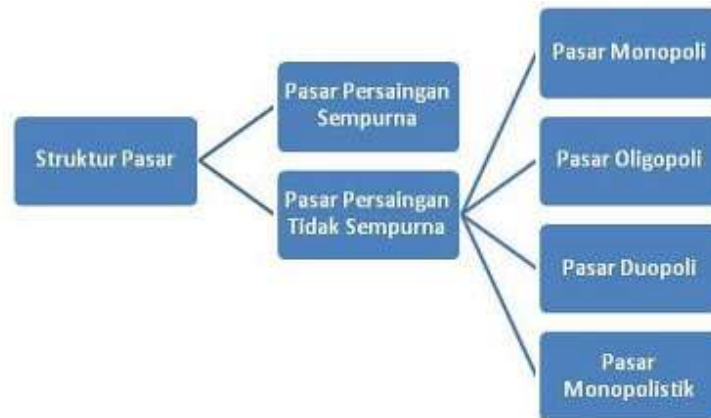 Struktur Pasar
Pasar Persaingan
Sempurna
Pasar Persaingan
Tidak Sempurna
Pasar Monopoli
Pasar Oligopoli
Pasar Duopoli
Pasar
Monopolistik